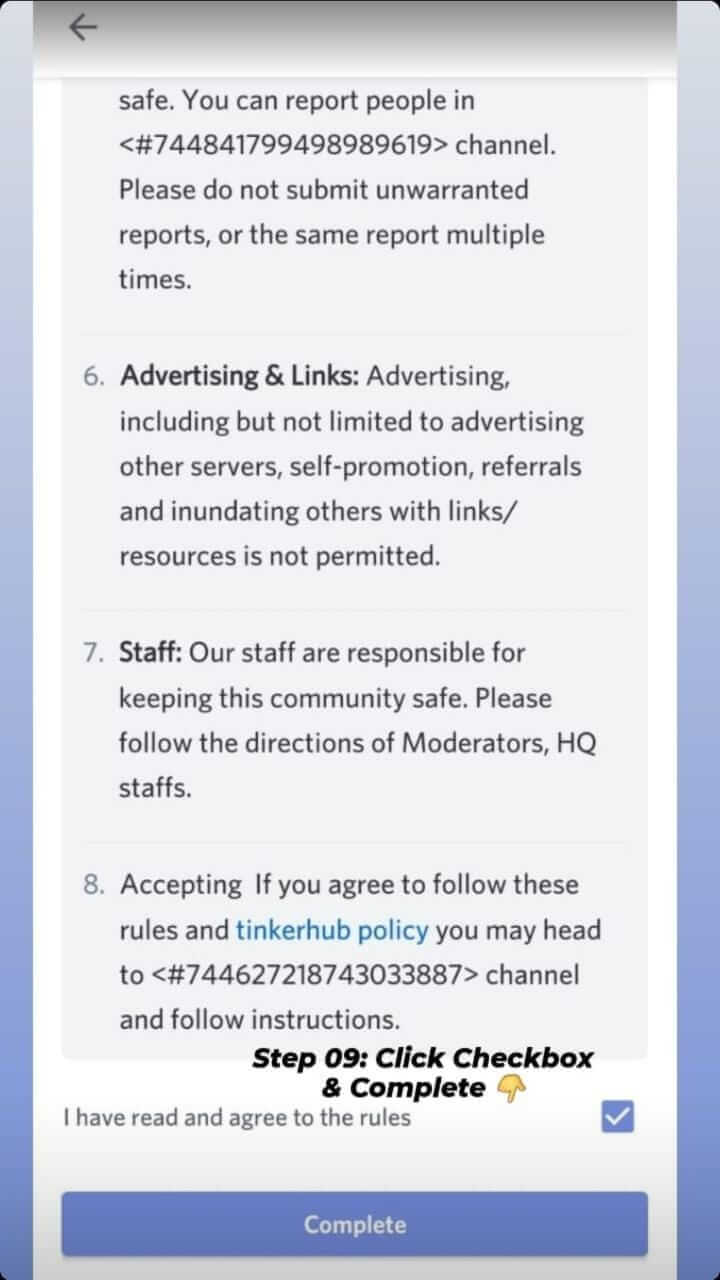 safe. You can report people in
<#744841799498989619> channel.
Please do not submit unwarranted
reports, or the same report multiple
times.
6. Advertising & Links: Advertising,
including but not limited to advertising
other servers, self-promotion, referrals
and inundating others with links/
resources is not permitted.
7. Staff: Our staff are responsible for
keeping this community safe. Please
follow the directions of Moderators, HQ
staffs.
8. Accepting If you agree to follow these
rules and tinkerhub policy you may head
to <#744627218743033887> channel
and follow instructions.
Step 09: Click Checkbox
& Complete 👇
I have read and agree to the rules
Complete